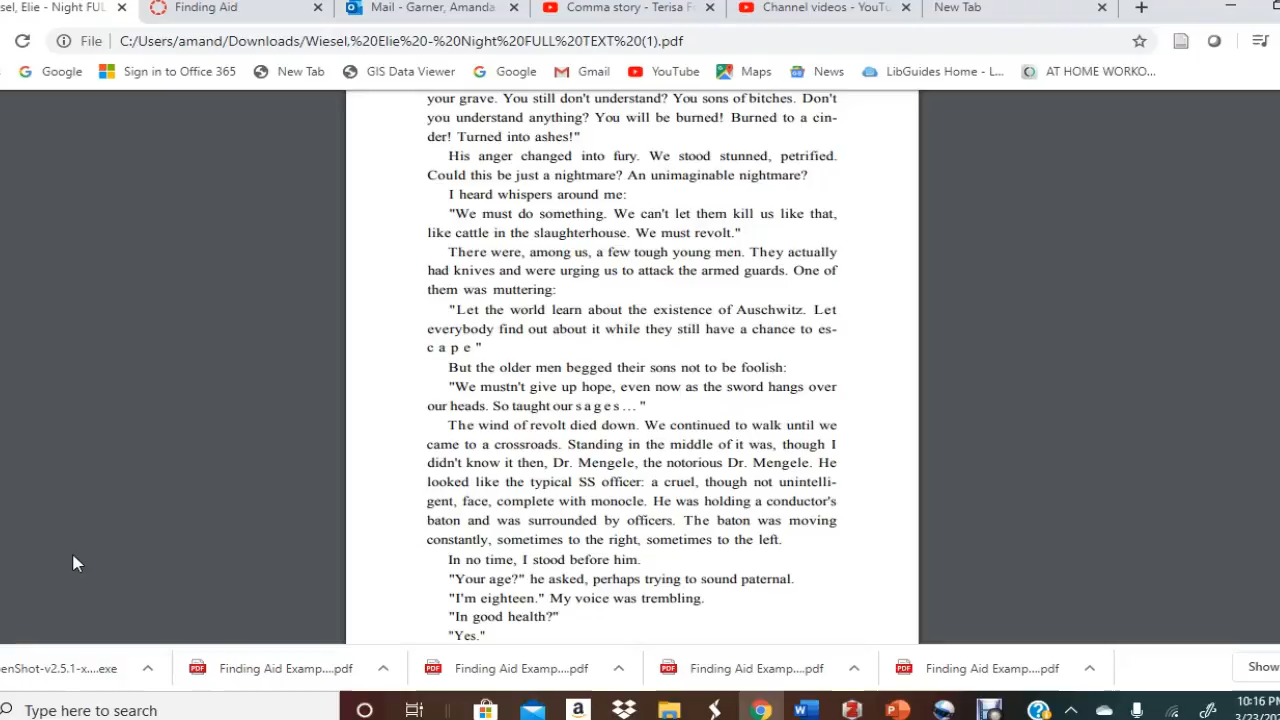 sel, Elie - Night FUL
Finding Aid
Mail - Garner, Amanda
Comma story - Terisa F
Channel videos - YouTu
New Tab
File
C:/Users/amand/Downloads/Wiesel,%20Elie%20-%20Night%20FULL%20TEXT%20(1).pdf
Google
Sign in to Office 365
New Tab
GIS Data Viewer
Google
Gmail
YouTube
Maps
News
LibGuides Home - L...
AT HOME WORKO...
your grave. You still don't understand? You sons of bitches. Don't
you understand anything? You will be burned! Burned to a cin-
der! Turned into ashes!"
His anger changed into fury. We stood stunned, petrified.
Could this be just a nightmare? An unimaginable nightmare?
I heard whispers around me:
"We must do something. We can't let them kill us like that,
like cattle in the slaughterhouse. We must revolt."
There were, among us, a few tough young men. They actually
had knives and were urging us to attack the armed guards. One of
them was muttering:
"Let the world learn about the existence of Auschwitz. Let
everybody find out about it while they still have a chance to es-
c a p e "
But the older men begged their sons not to be foolish:
"We mustn't give up hope, even now as the sword hangs over
our heads. So taught our s a g e s ... "
The wind of revolt died down. We continued to walk until we
came to a crossroads. Standing in the middle of it was, though I
didn't know it then, Dr. Mengele, the notorious Dr. Mengele. He
looked like the typical SS officer: a cruel, though not unintelli-
gent, face, complete with monocle. He was holding a conductor's
baton and was surrounded by officers. The baton was moving
constantly, sometimes to the right, sometimes to the left.
In no time, I stood before him.
"Your age?" he asked, perhaps trying to sound paternal.
"I'm eighteen." My voice was trembling.
"In good health?"
"Yes."
enShot-v2.5.1-x....exe
Finding Aid Examp....pdf
Finding Aid Examp....pdf
Finding Aid Examp....pdf
Finding Aid Examp....pdf
Show
Type here to search
10:16 PM